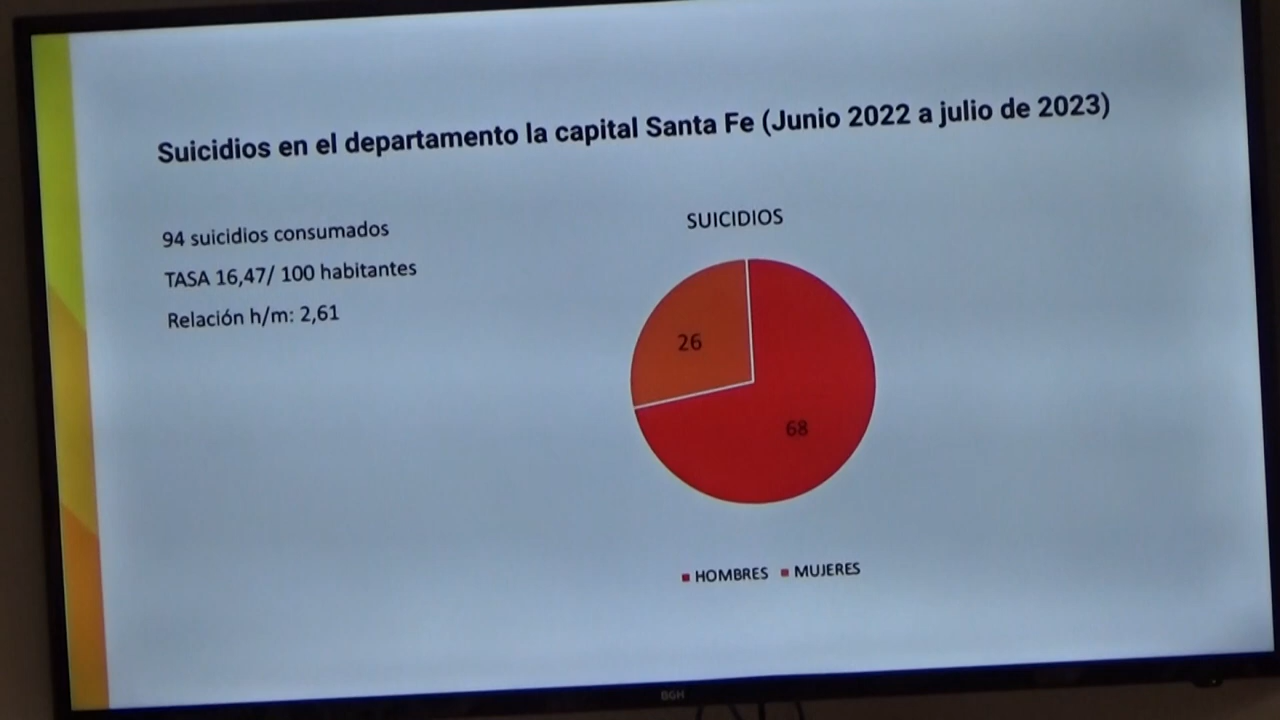 Suicidios en el departamento la capital Santa Fe (Junio 2022 a julio de 2023)
94 suicidios consumados
TASA 16,47/ 100 habitantes
Relación h/m: 2,61
SUICIDIOS
26
68
HOMBRES MUJERES
BGH